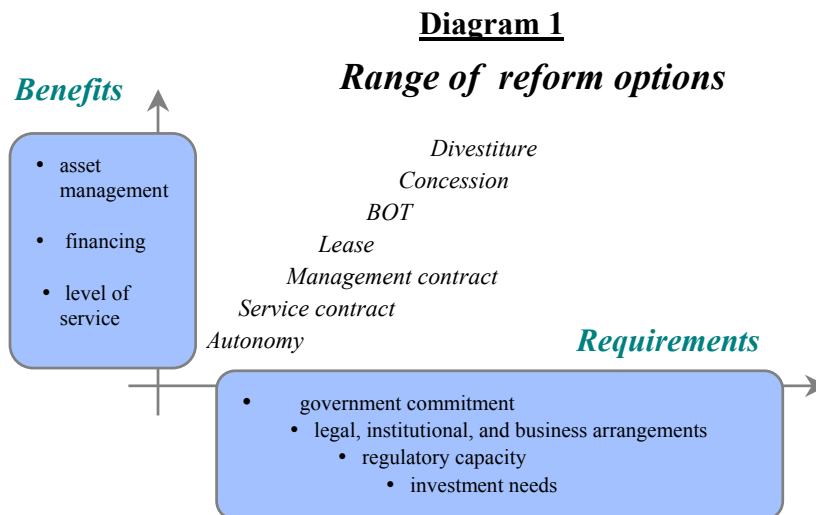 Diagram 1
Range of reform options
Benefits
• asset
management
• financing
• level of
service
Divestiture
Concession
BOT
Lease
Management contract
Service contract
Autonomy
Requirements
• government commitment
• legal, institutional, and business arrangements
• regulatory capacity
• investment needs